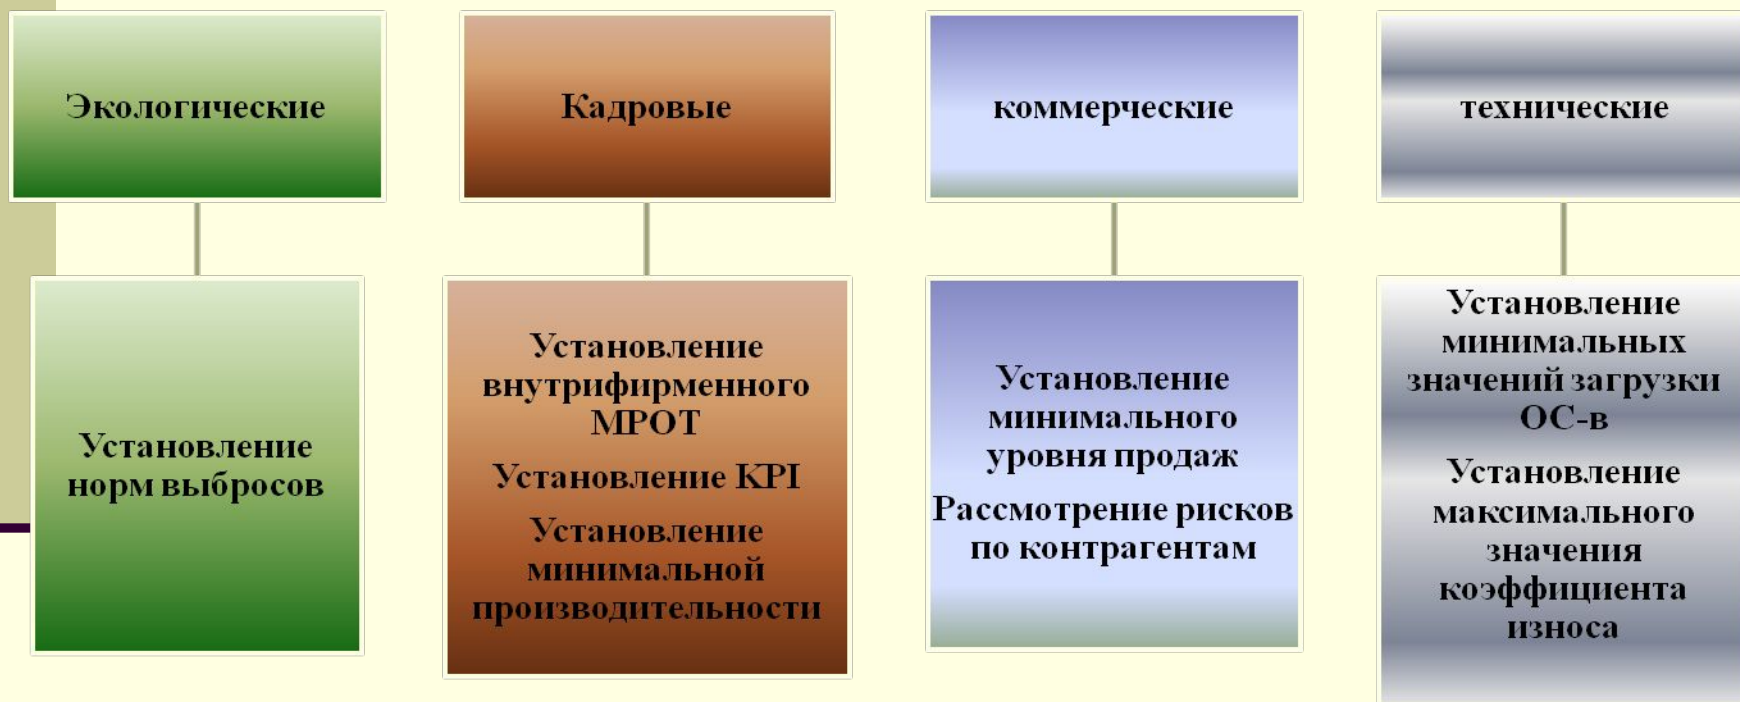 Экологические
Кадровые
коммерческие
технические
Установление
норм выбросов
Установление
внутрифирменного
МРОТ
Установление KPI
Установление
минимальной
производительности
Установление
минимального
уровня продаж
Рассмотрение рисков
по контрагентам
Установление
минимальных
значений загрузки
ОС-в
Установление
максимального
значения
коэффициента
износа